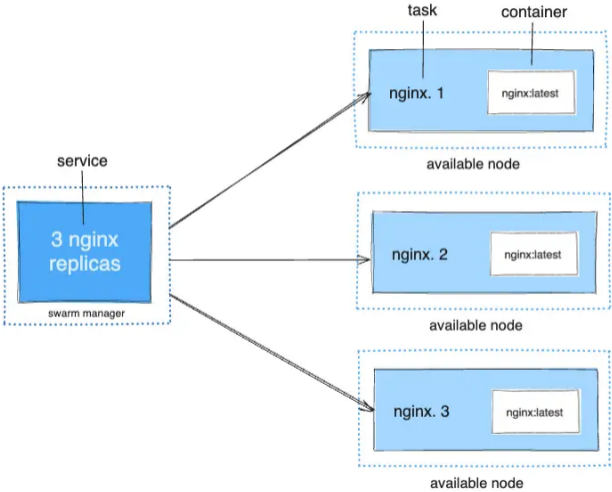 task
container
nginx. 1
nginx:latest
available node
service
3 nginx
replicas
swarm manager
nginx. 2
nginx:latest
available node
nginx. 3
nginx:latest
available node